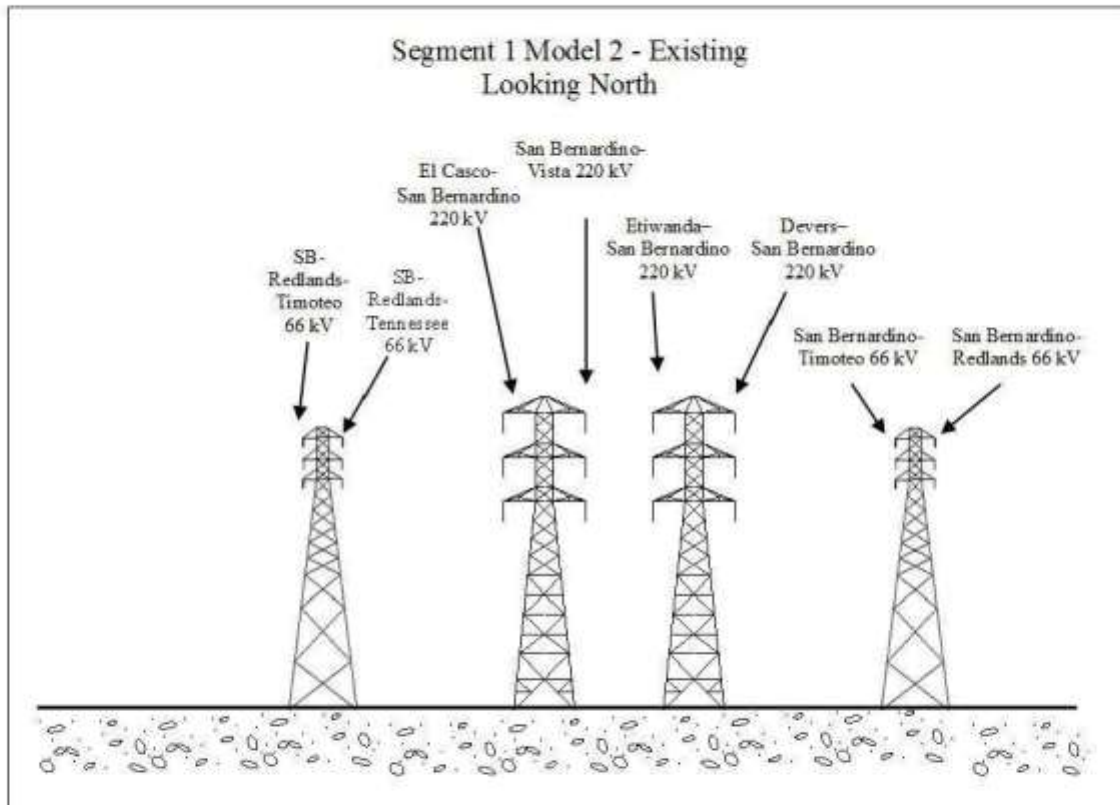 Segment 1 Model 2 - Existing
Looking North
San Bernardino-
Vista 220 kV
El Casco-
San Bernardino
220 kV
Etiwanda–
San Bernardino
220 kV
Devers–
San Bernardino
220 kV
SB-
Redlands-
Timoteo
66 kV
SB-
Redlands-
Tennessee
66 kV
San Bernardino-
Timoteo 66 kV
San Bernardino-
Redlands 66 kV